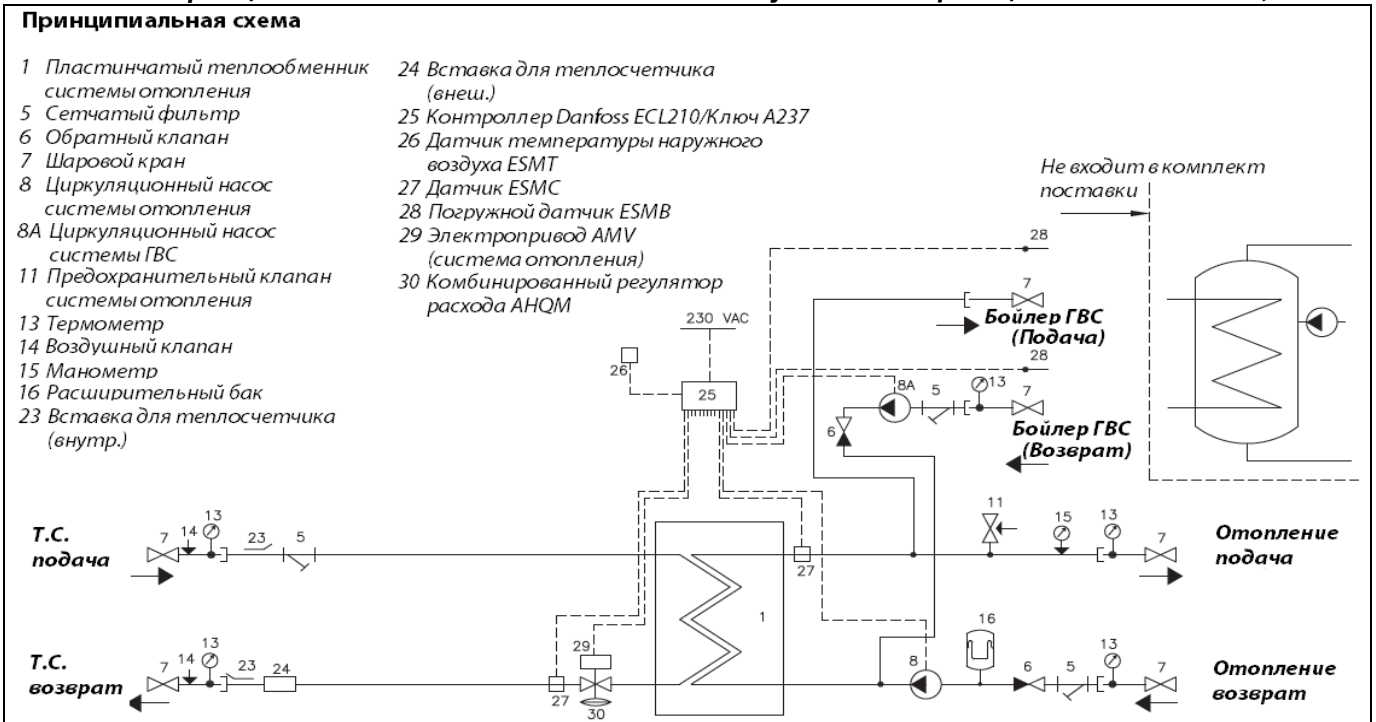 Принципиальная схема
1 Пластинчатый теплообменник
системы отопления
5 Сетчатый фильтр
6 Обратный клапан
7 Шаровой кран
8 Циркуляционный насос
системы отопления
8А Циркуляционный насос
системы ГВС
11 Предохранительный клапан
системы отопления
13 Термометр
14 Воздушный клапан
15 Манометр
16 Расширительный бак
23 Вставка для теплосчетчика
(внутр.)
24 Вставка для теплосчетчика
(внеш.)
25 Контроллер Danfoss ECL210/Ключ А237
26 Датчик температуры наружного
воздуха ESMT
27 Датчик ESMC
28 Погружной датчик ESMB
29 Электропривод AMV
(система отопления)
30 Комбинированный регулятор
расхода AHQM
Не входит в комплект
поставки
28
7
Бойлер ГВС
(Подача)
230 VAC
28
26
25
8A
5
13
7
6
Бойлер ГВС
(Возврат)
11
15
13
7
Отопление
подача
Т.С.
подача
7
14
13
23
5
27
1
16
29
8
6
5
13
7
Отопление
возврат
Т.С.
возврат
7
14
13
23
24
27
30